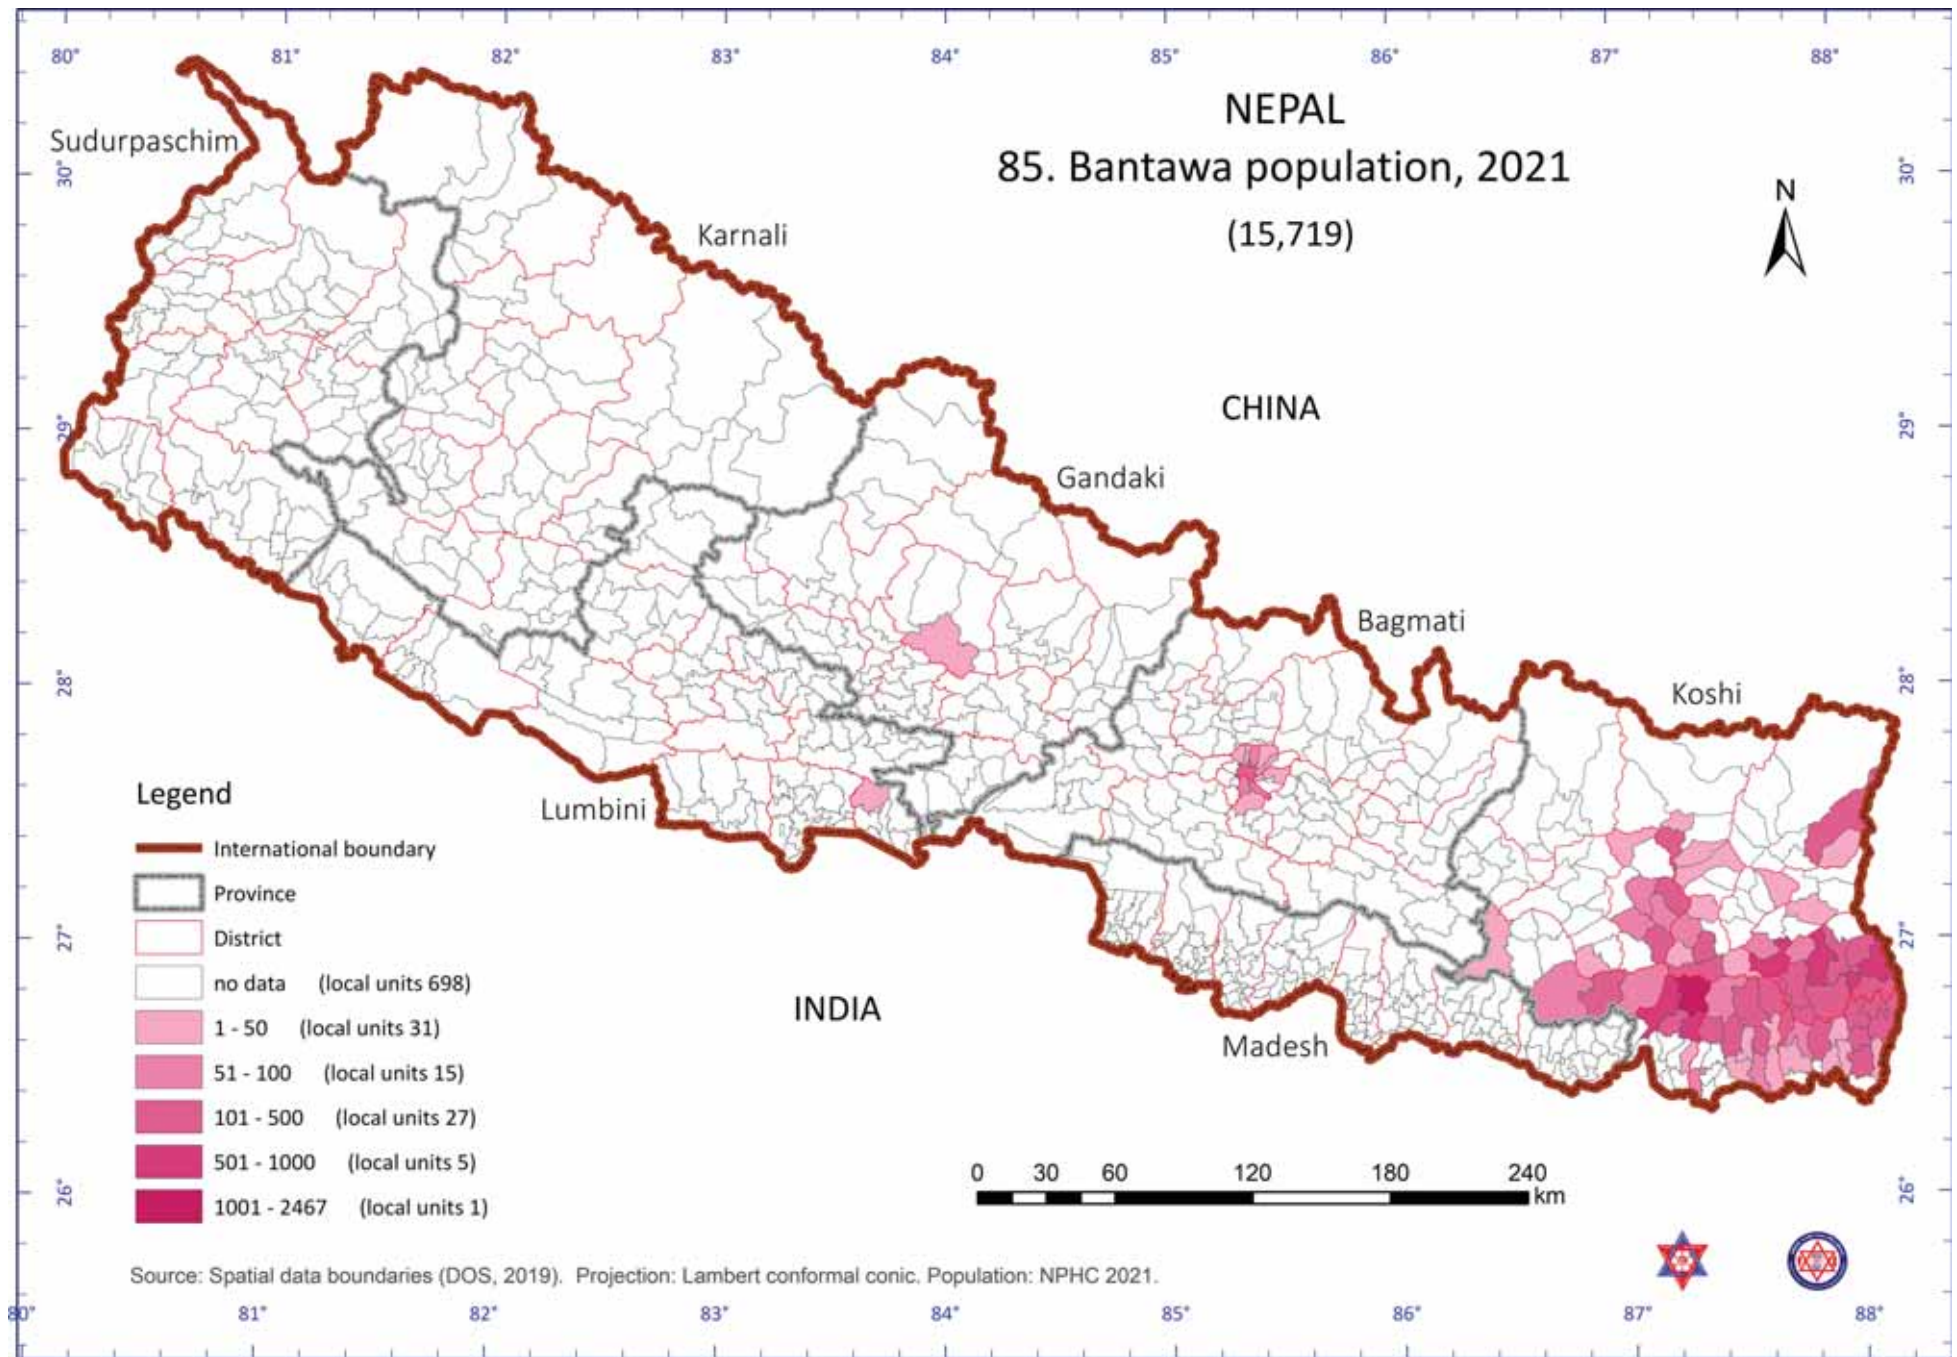 80° 81° 82° 83° 84° 85° 86° 87° 88°
NEPAL
85. Bantawa population, 2021
(15,719)
N
Sudurpaschim
30° 30°
Karnali
CHINA
29° 29°
Gandaki
Bagmati
28° 28°
Koshi
Lumbini
27° 27°
INDIA
Madesh
Legend
International boundary
Province
District
no data (local units 698)
1 - 50 (local units 31)
51 - 100 (local units 15)
101 - 500 (local units 27)
501 - 1000 (local units 5)
1001 - 2467 (local units 1)
0 30 60 120 180 240
km
26° 26°
Source: Spatial data boundaries (DOS, 2019). Projection: Lambert conformal conic. Population: NPHC 2021.
80° 81° 82° 83° 84° 85° 86° 87° 88°